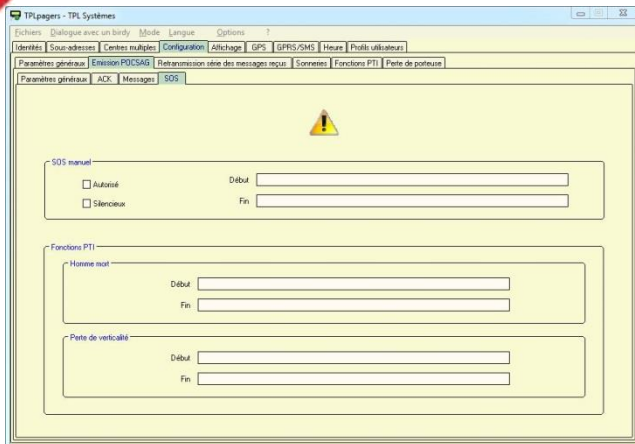 TPLpagers - TPL Systèmes
Fichiers Dialogue avec un birdy Mode Langue Options ?
Identités Sous-adresses Centres multiples Configuration Affichage GPS GPRS/SMS Heure Profils utilisateurs
Paramètres généraux Emission POCSAG Retransmission série des messages reçus Sonneries Fonctions PTI Perte de porteuse
Paramètres généraux ACK Messages SOS
SOS manuel
Autorisé Début
Silencieux Fin
Fonctions PTI
Homme mort
Début
Fin
Perte de verticalité
Début
Fin